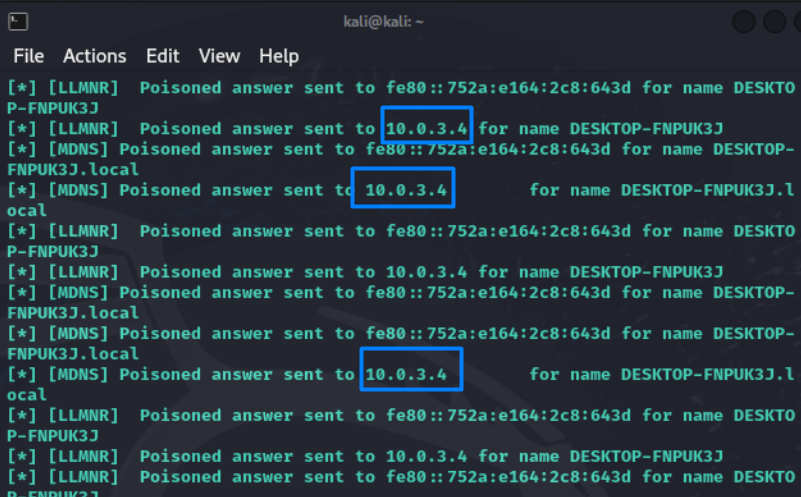 kali@kali: ~
File Actions Edit View Help
[*] [LLMNR]  Poisoned answer sent to fe80::752a:e164:2c8:643d for name DESKTO
P-FNPUK3J
[*] [LLMNR]  Poisoned answer sent to 10.0.3.4 for name DESKTOP-FNPUK3J
[*] [MDNS] Poisoned answer sent to fe80::752a:e164:2c8:643d for name DESKTOP-
FNPUK3J.local
[*] [MDNS] Poisoned answer sent to 10.0.3.4        for name DESKTOP-FNPUK3J.l
ocal
[*] [LLMNR]  Poisoned answer sent to fe80::752a:e164:2c8:643d for name DESKTO
P-FNPUK3J
[*] [LLMNR]  Poisoned answer sent to 10.0.3.4 for name DESKTOP-FNPUK3J
[*] [MDNS] Poisoned answer sent to fe80::752a:e164:2c8:643d for name DESKTOP-
FNPUK3J.local
[*] [MDNS] Poisoned answer sent to fe80::752a:e164:2c8:643d for name DESKTOP-
FNPUK3J.local
[*] [MDNS] Poisoned answer sent to 10.0.3.4        for name DESKTOP-FNPUK3J.l
ocal
[*] [LLMNR]  Poisoned answer sent to fe80::752a:e164:2c8:643d for name DESKTO
P-FNPUK3J
[*] [LLMNR]  Poisoned answer sent to 10.0.3.4 for name DESKTOP-FNPUK3J
[*] [LLMNR]  Poisoned answer sent to fe80::752a:e164:2c8:643d for name DESKTO
P-FNPUK3J